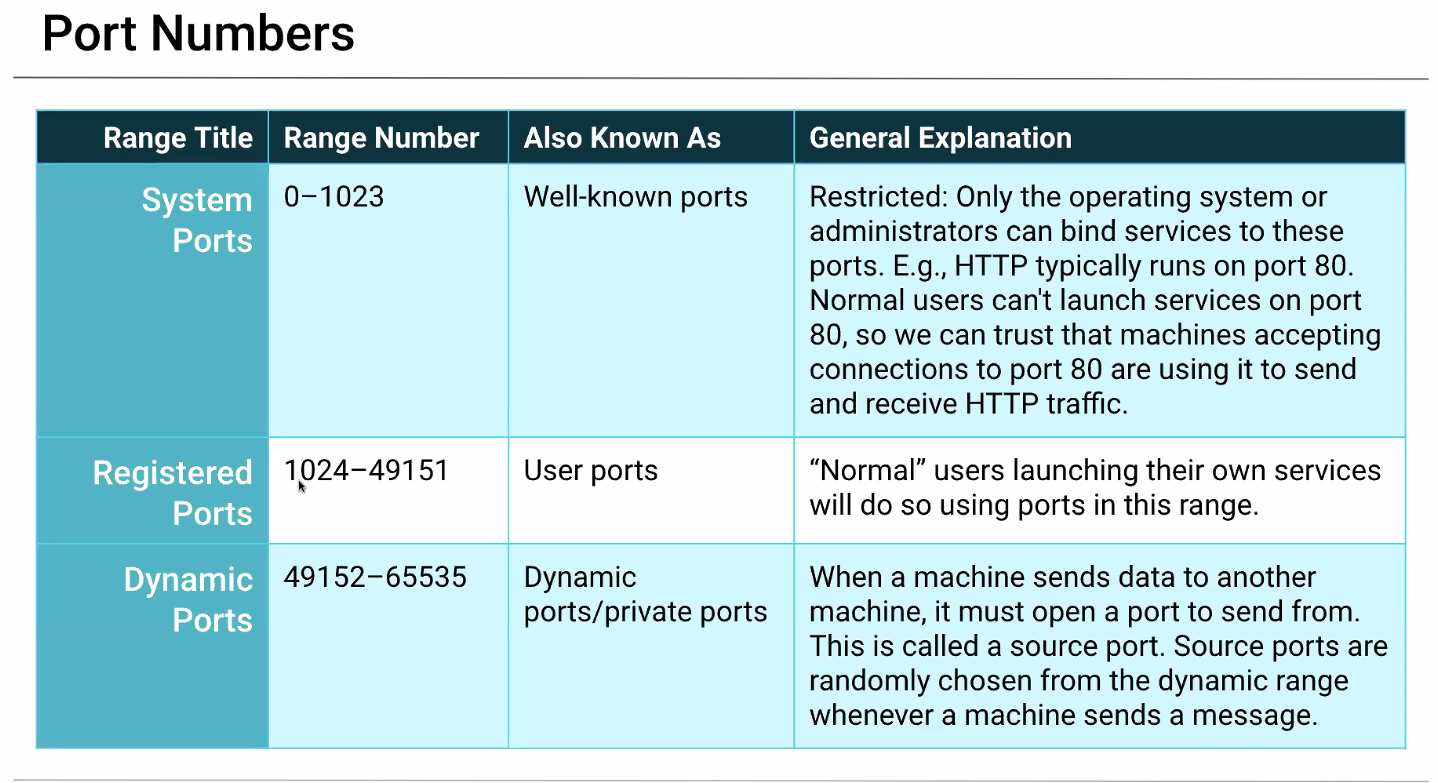 Port Numbers
Range Title
Range Number
Also Known As
General Explanation
System
Ports
0–1023
Well-known ports
Restricted: Only the operating system or
administrators can bind services to these
ports. E.g., HTTP typically runs on port 80.
Normal users can't launch services on port
80, so we can trust that machines accepting
connections to port 80 are using it to send
and receive HTTP traffic.
Registered
Ports
1024–49151
User ports
“Normal” users launching their own services
will do so using ports in this range.
Dynamic
Ports
49152–65535
Dynamic
ports/private ports
When a machine sends data to another
machine, it must open a port to send from.
This is called a source port. Source ports are
randomly chosen from the dynamic range
whenever a machine sends a message.